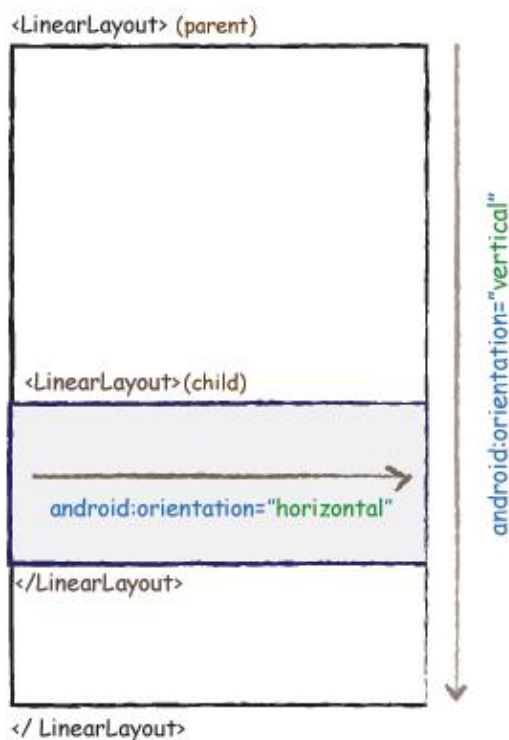 <LinearLayout> (parent)
<LinearLayout>(child)
android:orientation="horizontal"
</LinearLayout>
</ LinearLayout>
android:orientation="vertical"